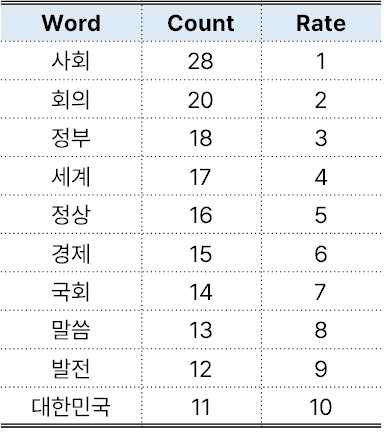 Word Count Rate
사회 28 1
회의 20 2
정부 18 3
세계 17 4
정상 16 5
경제 15 6
국회 14 7
말씀 13 8
발전 12 9
대한민국 11 10